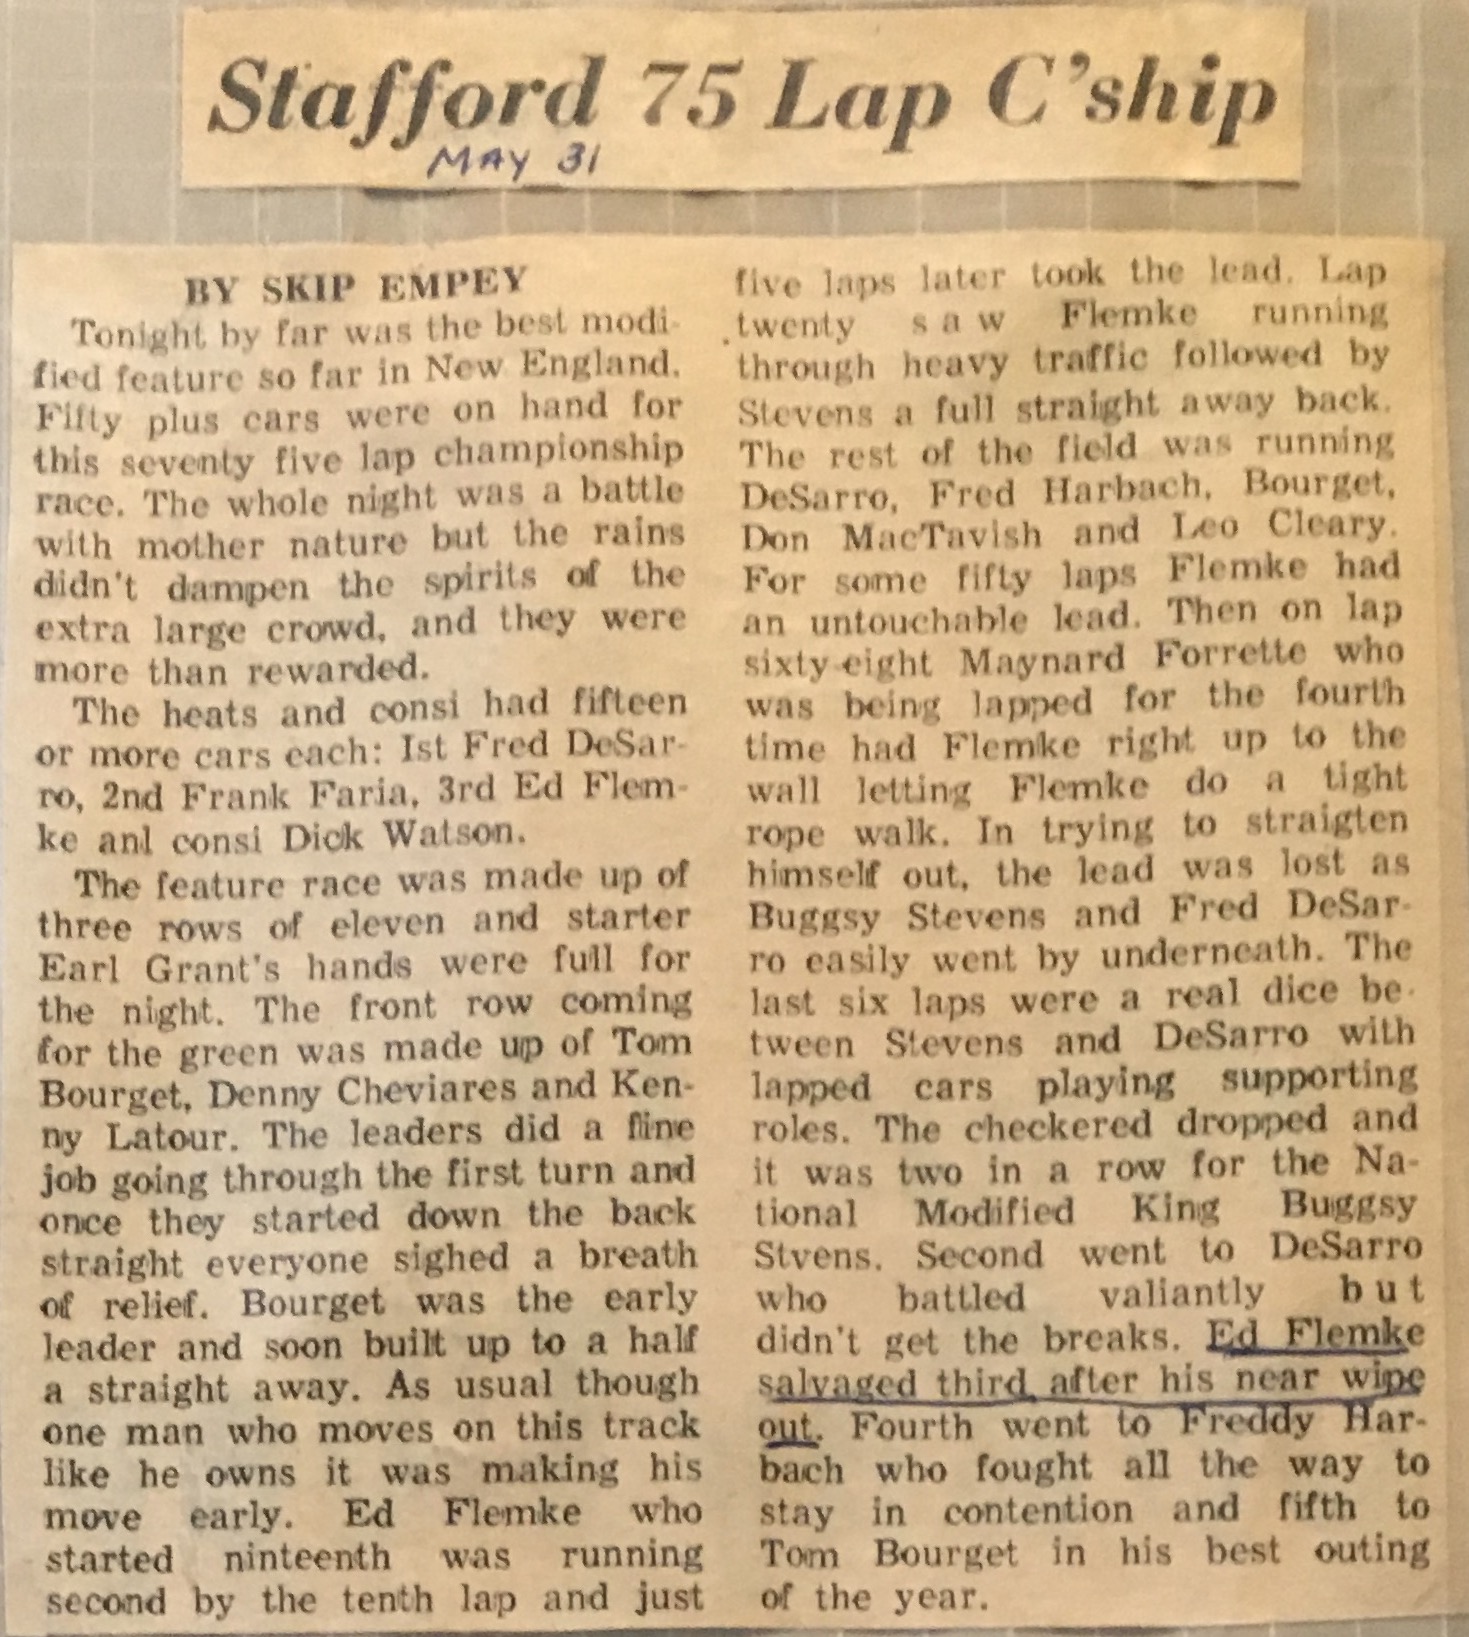 Stafford 75 Lap C'ship
MAY 31
BY SKIP EMPEY
Tonight by far was the best modi-
fied feature so far in New England.
Fifty plus cars were on hand for
this seventy five lap championship
race. The whole night was a battle
with mother nature but the rains
didn't dampen the spirits of the
extra large crowd, and they were
more than rewarded.
The heats and consi had fifteen
or more cars each: Ist Fred DeSar-
ro, 2nd Frank Faria, 3rd Ed Flem-
ke anl consi Dick Watson.
The feature race was made up of
three rows of eleven and starter
Earl Grant's hands were full for
the night. The front row coming
for the green was made up of Tom
Bourget, Denny Cheviares and Ken-
ny Latour. The leaders did a fline
job going through the first turn and
once they started down the back
straight everyone sighed a breath
of relief. Bourget was the early
leader and soon built up to a half
a straight away. As usual though
one man who moves on this track
like he owns it was making his
move early. Ed Flemke who
started ninteenth was running
second by the tenth lap and just
five laps later took the lead. Lap
twenty saw Flemke running
through heavy traffic followed by
Stevens a full straight away back.
The rest of the field was running
DeSarro, Fred Harbach, Bourget,
Don MacTavish and Leo Cleary.
For some fifty laps Flemke had
an untouchable lead. Then on lap
sixty-eight Maynard Forrette who
was being lapped for the fourth
time had Flemke right up to the
wall letting Flemke do a tight
rope walk. In trying to straigten
himself out, the lead was lost as
Buggsy Stevens and Fred DeSar-
ro easily went by underneath. The
last six laps were a real dice be-
tween Stevens and DeSarro with
lapped cars playing supporting
roles. The checkered dropped and
it was two in a row for the Na-
tional Modified King Buggsy
Stvens. Second went to DeSarro
who battled valiantly but
didn't get the breaks. Ed Flemke
salvaged third after his near wipe
out. Fourth went to Freddy Har-
bach who fought all the way to
stay in contention and fifth to
Tom Bourget in his best outing
of the year.